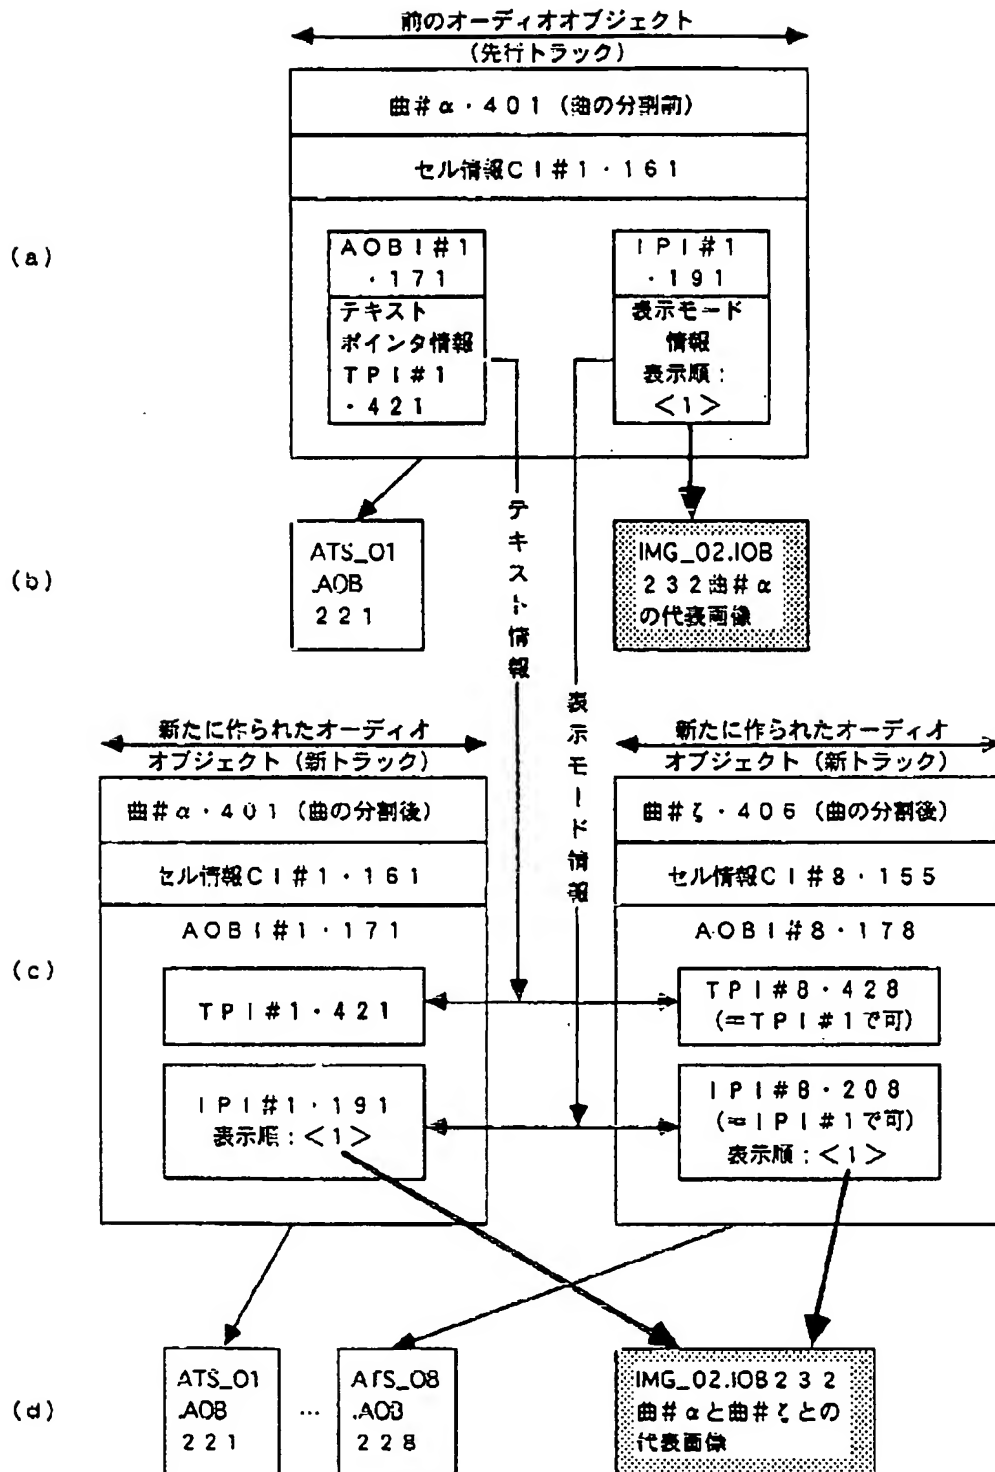 前のオーディオオブジェクト
(先行トラック)
曲#α・401(曲の分割前)
セル情報CI#1・161
(a)
AOBI#1
・171
テキスト
ポインタ情報
TPI#1
・421
IPI#1
・191
表示モード
情報
表示順:
<1>
テキスト情報
表示モード情報
(b)
ATS_01
.AOB
221
IMG_02.IOB
232曲#α
の代表画像
新たに作られたオーディオ
オブジェクト(新トラック)
曲#α・401(曲の分割後)
セル情報CI#1・161
AOBI#1・171
TPI#1・421
IPI#1・191
表示順:<1>
新たに作られたオーディオ
オブジェクト(新トラック)
曲#ζ・406(曲の分割後)
セル情報CI#8・155
AOBI#8・178
TPI#8・428
(=TPI#1で可)
IPI#8・208
(=IPI#1で可)
表示順:<1>
(c)
(d)
ATS_01
.AOB
221
…
ATS_08
.AOB
228
IMG_02.IOB232
曲#αと曲#ζとの
代表画像